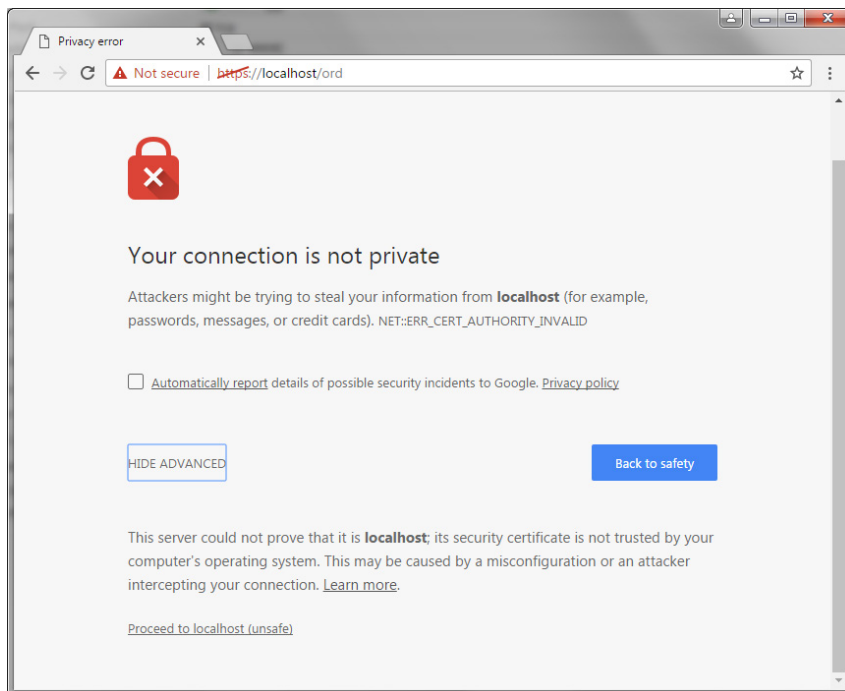 Privacy error
Not secure | https://localhost/ord
Your connection is not private
Attackers might be trying to steal your information from localhost (for example,
passwords, messages, or credit cards). NET::ERR_CERT_AUTHORITY_INVALID
Automatically report details of possible security incidents to Google. Privacy policy
HIDE ADVANCED
Back to safety
This server could not prove that it is localhost; its security certificate is not trusted by your
computer's operating system. This may be caused by a misconfiguration or an attacker
intercepting your connection. Learn more.
Proceed to localhost (unsafe)